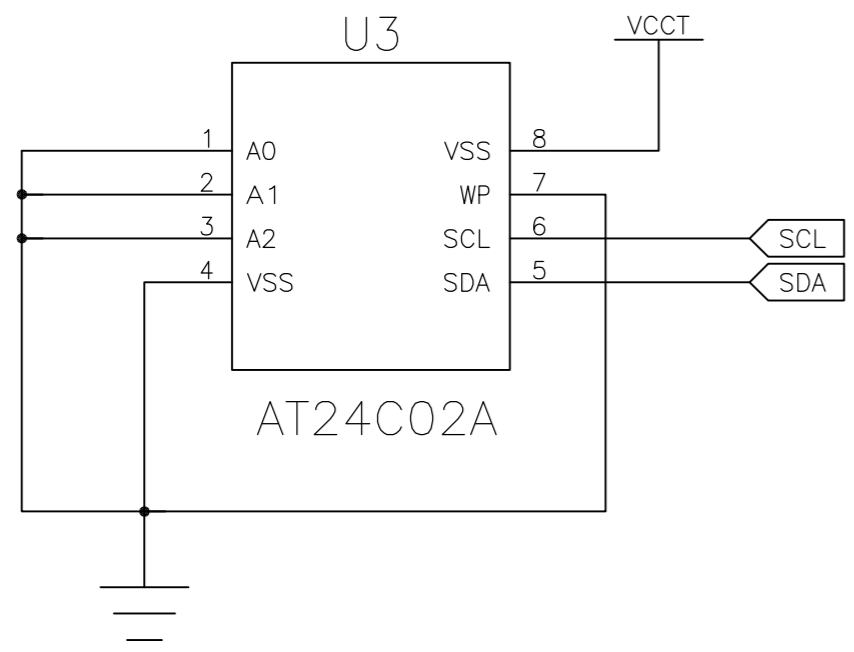 U3
VCCT
1 A0 VSS 8
2 A1 WP 7
3 A2 SCL 6 SCL
4 VSS SDA 5 SDA
AT24C02A